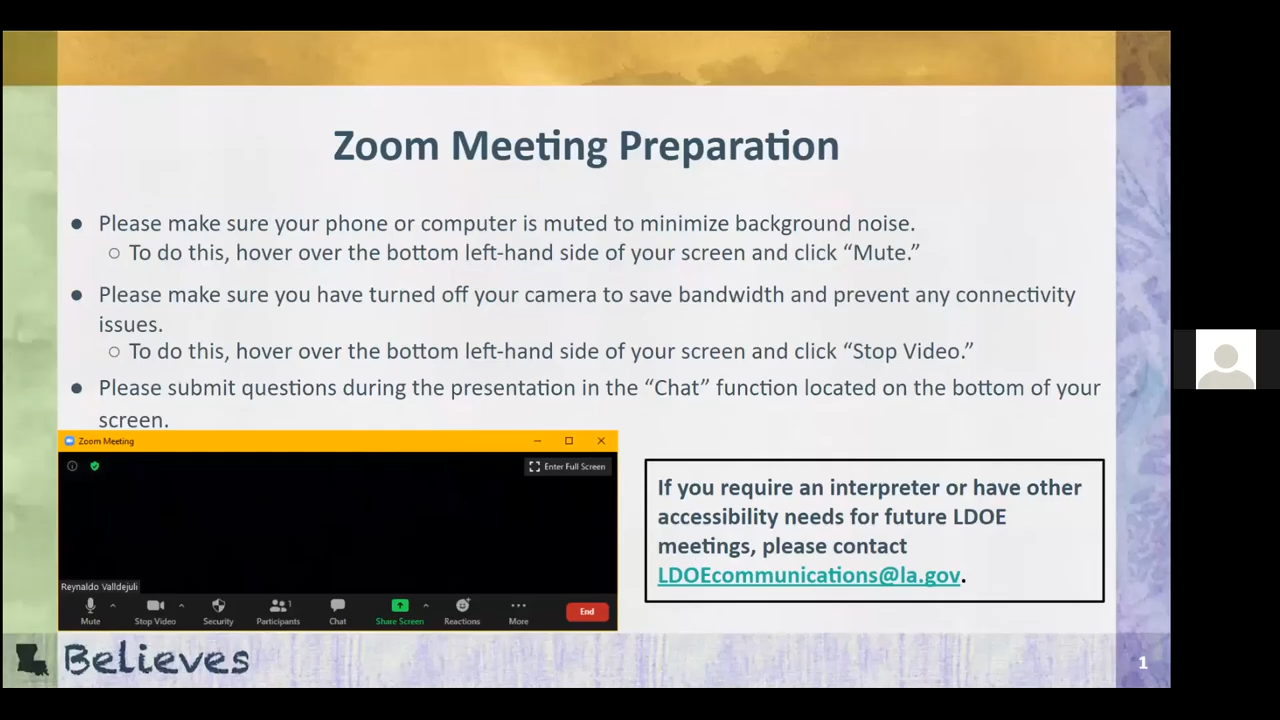 Zoom Meeting Preparation
● Please make sure your phone or computer is muted to minimize background noise.
○ To do this, hover over the bottom left-hand side of your screen and click “Mute.”
● Please make sure you have turned off your camera to save bandwidth and prevent any connectivity
issues.
○ To do this, hover over the bottom left-hand side of your screen and click “Stop Video.”
● Please submit questions during the presentation in the “Chat” function located on the bottom of your
screen.
Zoom Meeting
Enter Full Screen
Reynaldo Valldejuli
1
Mute Stop Video Security Participants Chat Share Screen Reactions More End
If you require an interpreter or have other
accessibility needs for future LDOE
meetings, please contact
LDOEcommunications@la.gov.
Believes
1